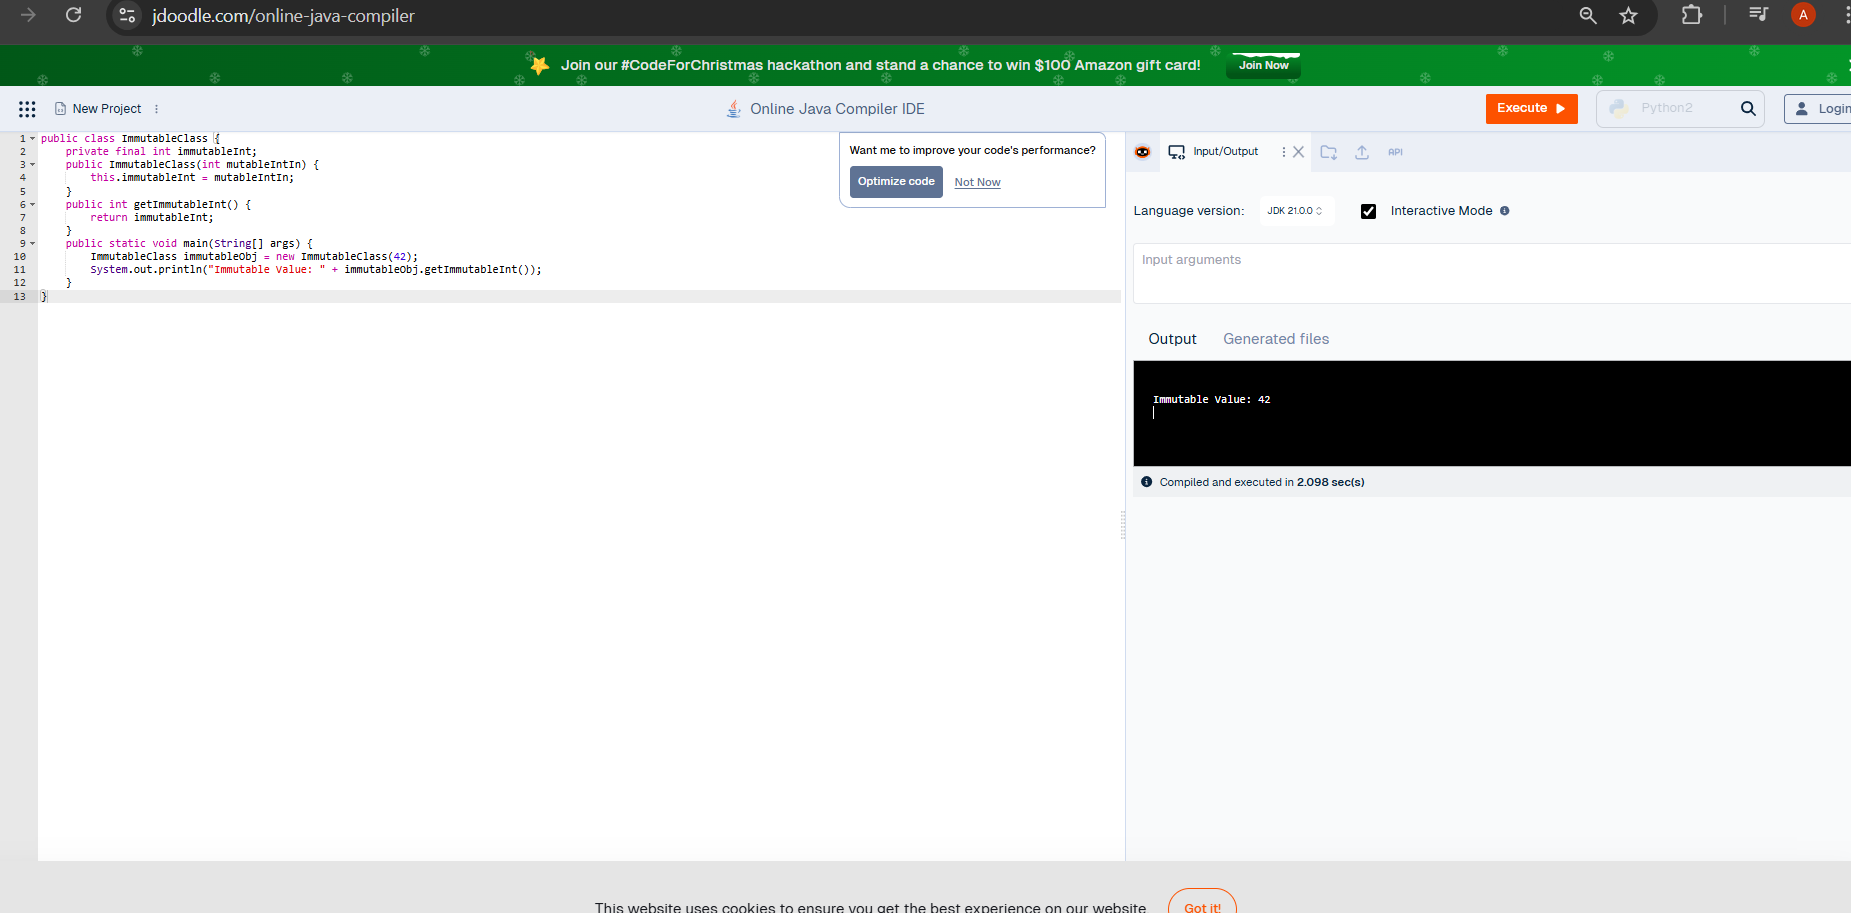 jdoodle.com/online-java-compiler
A
Join our #CodeForChristmas hackathon and stand a chance to win $100 Amazon gift card!
Join Now
New Project
Online Java Compiler IDE
Execute
Python2
Login
1 public class ImmutableClass {
2 private final int immutableInt;
3 public ImmutableClass(int mutableIntIn) {
4 this.immutableInt = mutableIntIn;
5 }
6 public int getImmutableInt() {
7 return immutableInt;
8 }
9 public static void main(String[] args) {
10 ImmutableClass immutableObj = new ImmutableClass(42);
11 System.out.println("Immutable Value: " + immutableObj.getImmutableInt());
12 }
13 }
Want me to improve your code's performance?
Optimize code
Not Now
Input/Output
API
Language version:
JDK 21.0.0
Interactive Mode
Input arguments
Output
Generated files
Immutable Value: 42
Compiled and executed in 2.098 sec(s)
This website uses cookies to ensure you get the best experience on our website.
Got it!